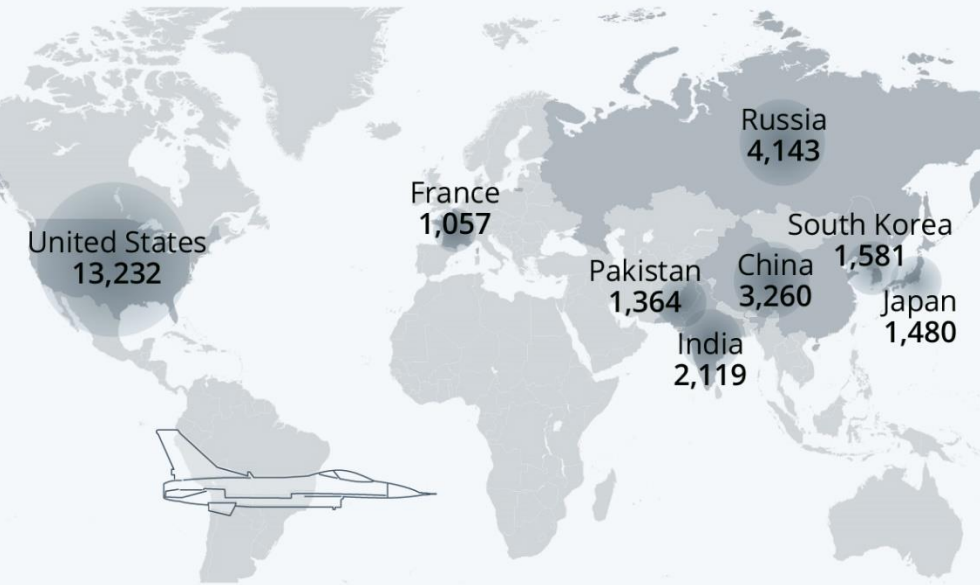 Russia
4,143
France
1,057
South Korea
1,581
United States
13,232
Pakistan
1,364
China
3,260
Japan
1,480
India
2,119